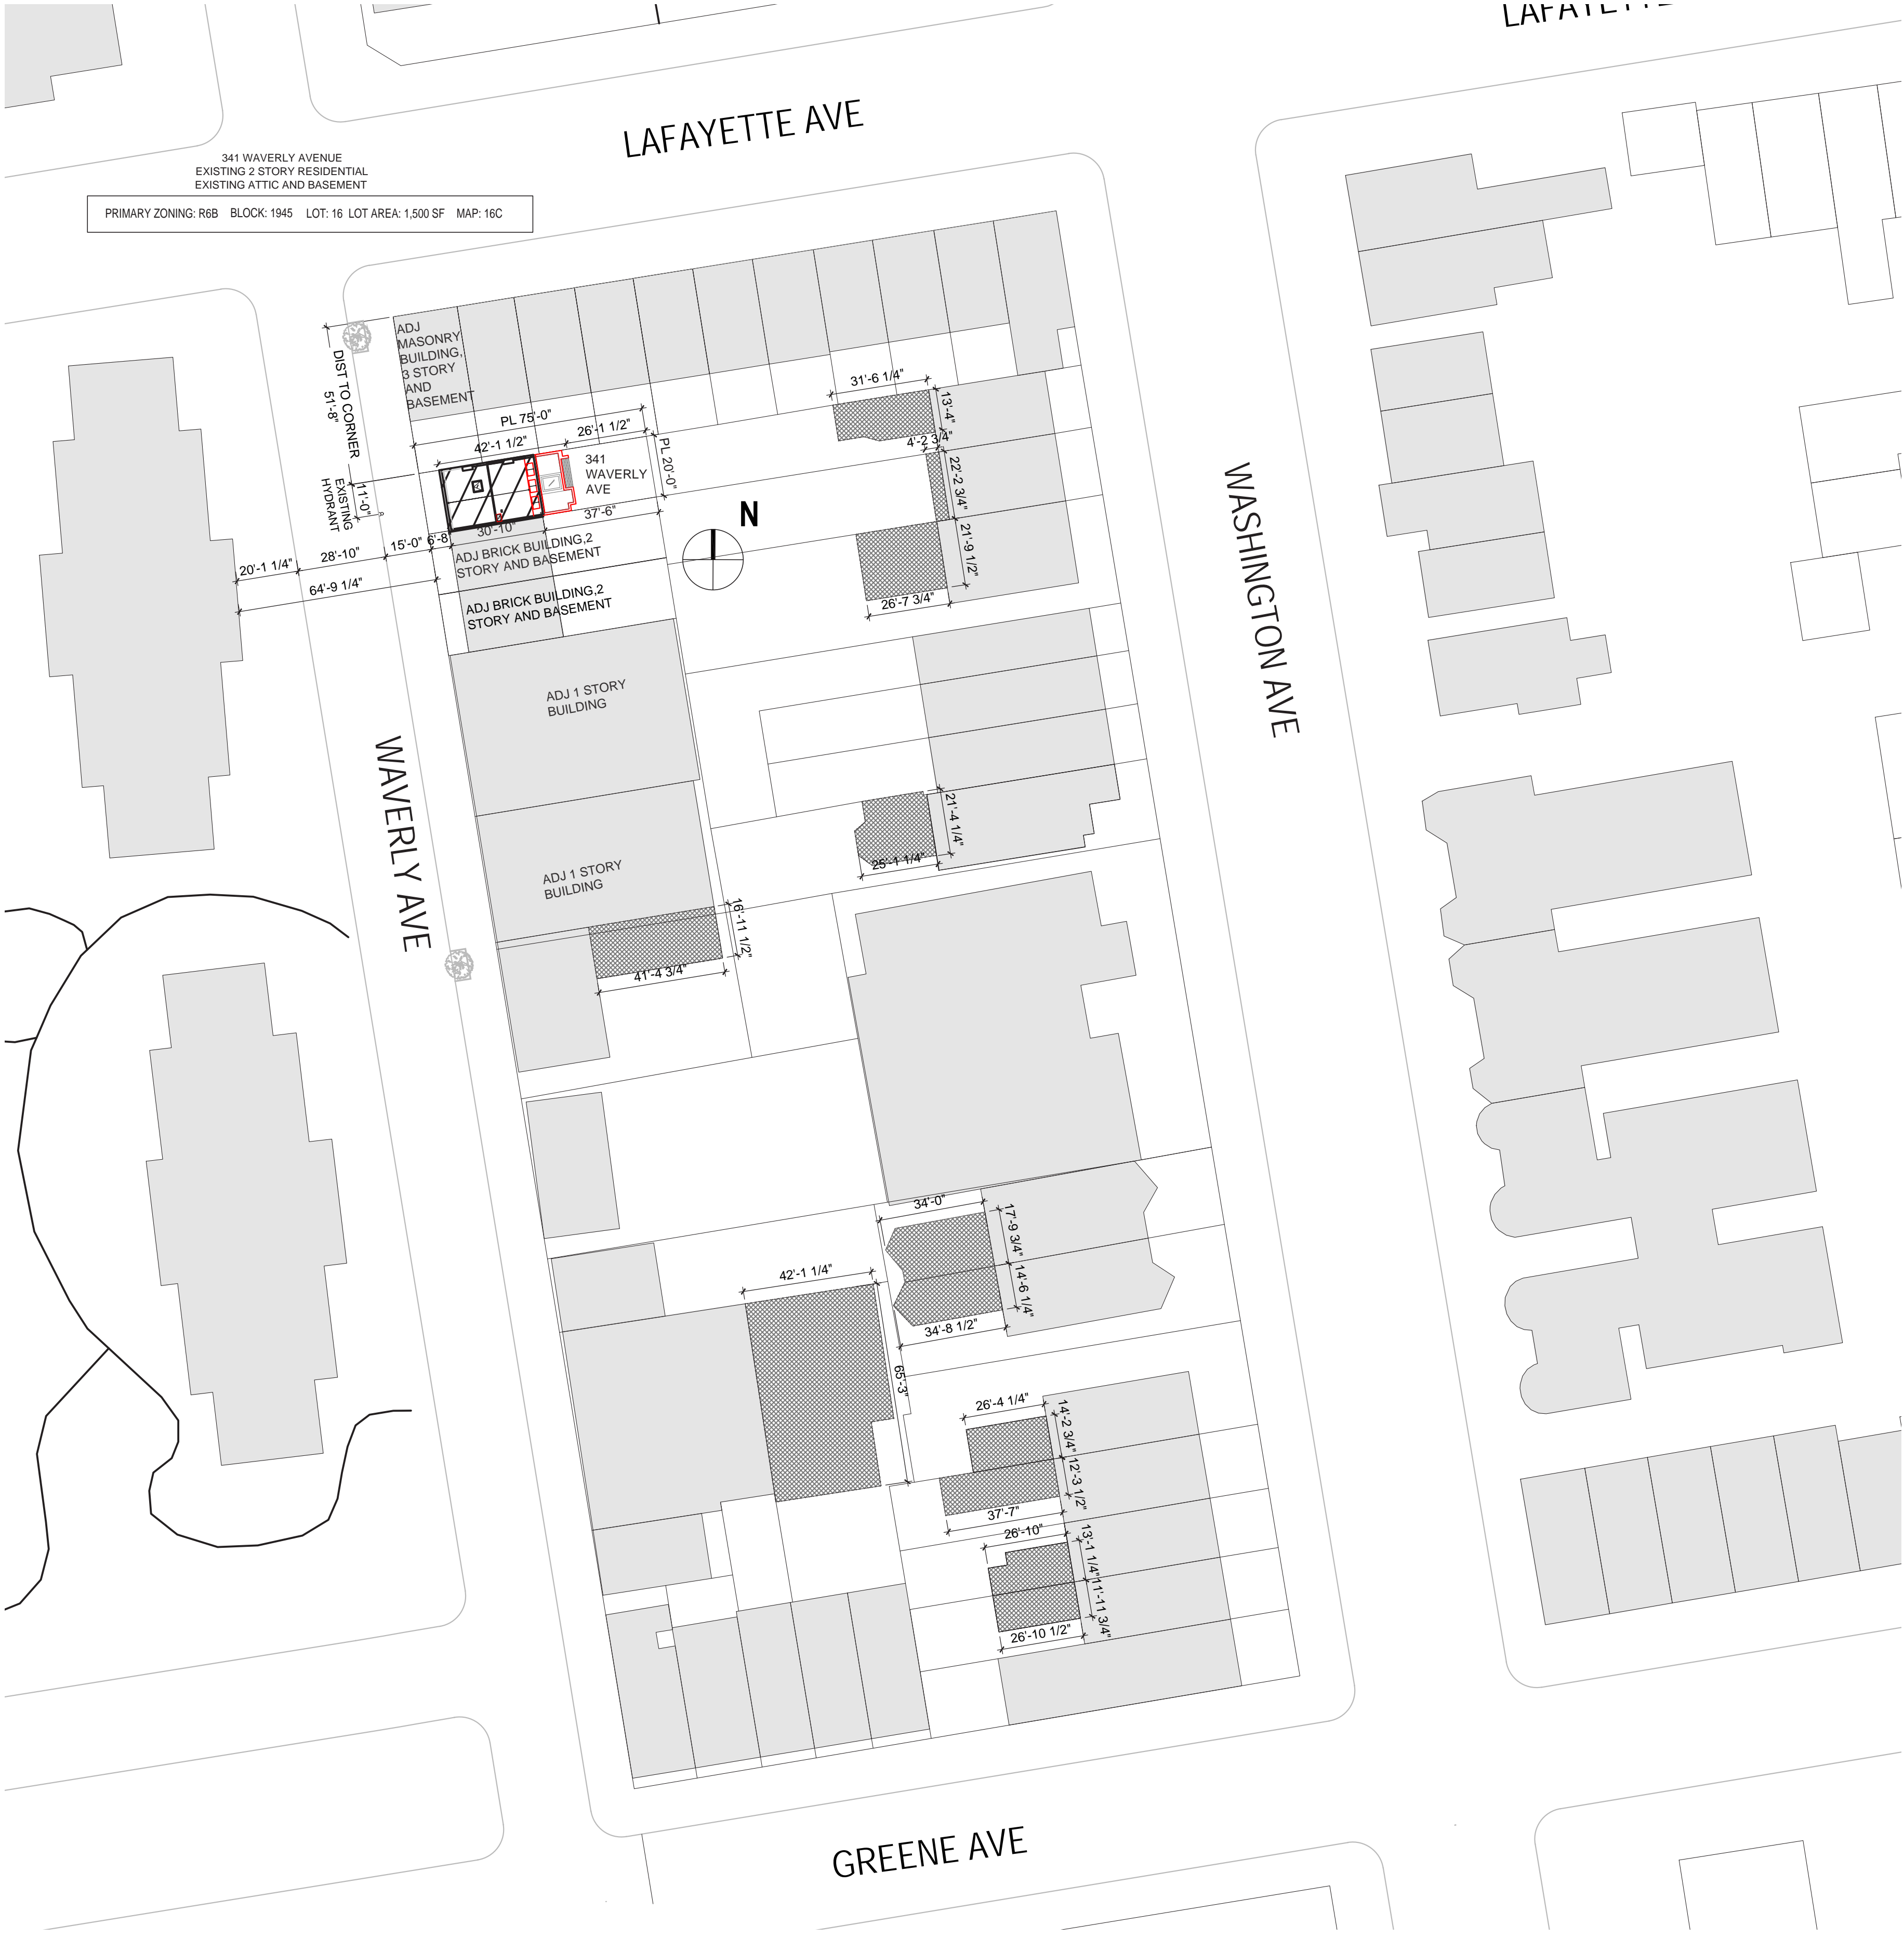 LAFAYETTE AVE
341 WAVERLY AVENUE
EXISTING 2 STORY RESIDENTIAL
EXISTING ATTIC AND BASEMENT
PRIMARY ZONING: R6B BLOCK: 1945 LOT: 16 LOT AREA: 1,500 SF MAP: 16C
DIST TO CORNER
51'-8"
ADJ
MASONRY
BUILDING,
3 STORY
AND
BASEMENT
PL 75'-0"
42'-1 1/2"
26'-1 1/2"
PL 20'-0"
341
WAVERLY
AVE
EXISTING
HYDRANT
11'-0"
37'-6"
30'-10"
15'-0"
6'-8"
28'-10"
20'-1 1/4"
64'-9 1/4"
ADJ BRICK BUILDING,2
STORY AND BASEMENT
ADJ BRICK BUILDING,2
STORY AND BASEMENT
N
31'-6 1/4"
13'-4"
4'-2 3/4"
22'-2 3/4"
21'-9 1/2"
26'-7 3/4"
WASHINGTON AVE
ADJ 1 STORY
BUILDING
WAVERLY AVE
ADJ 1 STORY
BUILDING
21'-4 1/4"
25'-1 1/4"
16'-11 1/2"
41'-4 3/4"
34'-0"
17'-9 3/4"
14'-6 1/4"
34'-8 1/2"
42'-1 1/4"
65'-3"
26'-4 1/4"
14'-2 3/4"
12'-3 1/2"
37'-7"
26'-10"
13'-1 1/4"
11'-11 3/4"
26'-10 1/2"
GREENE AVE